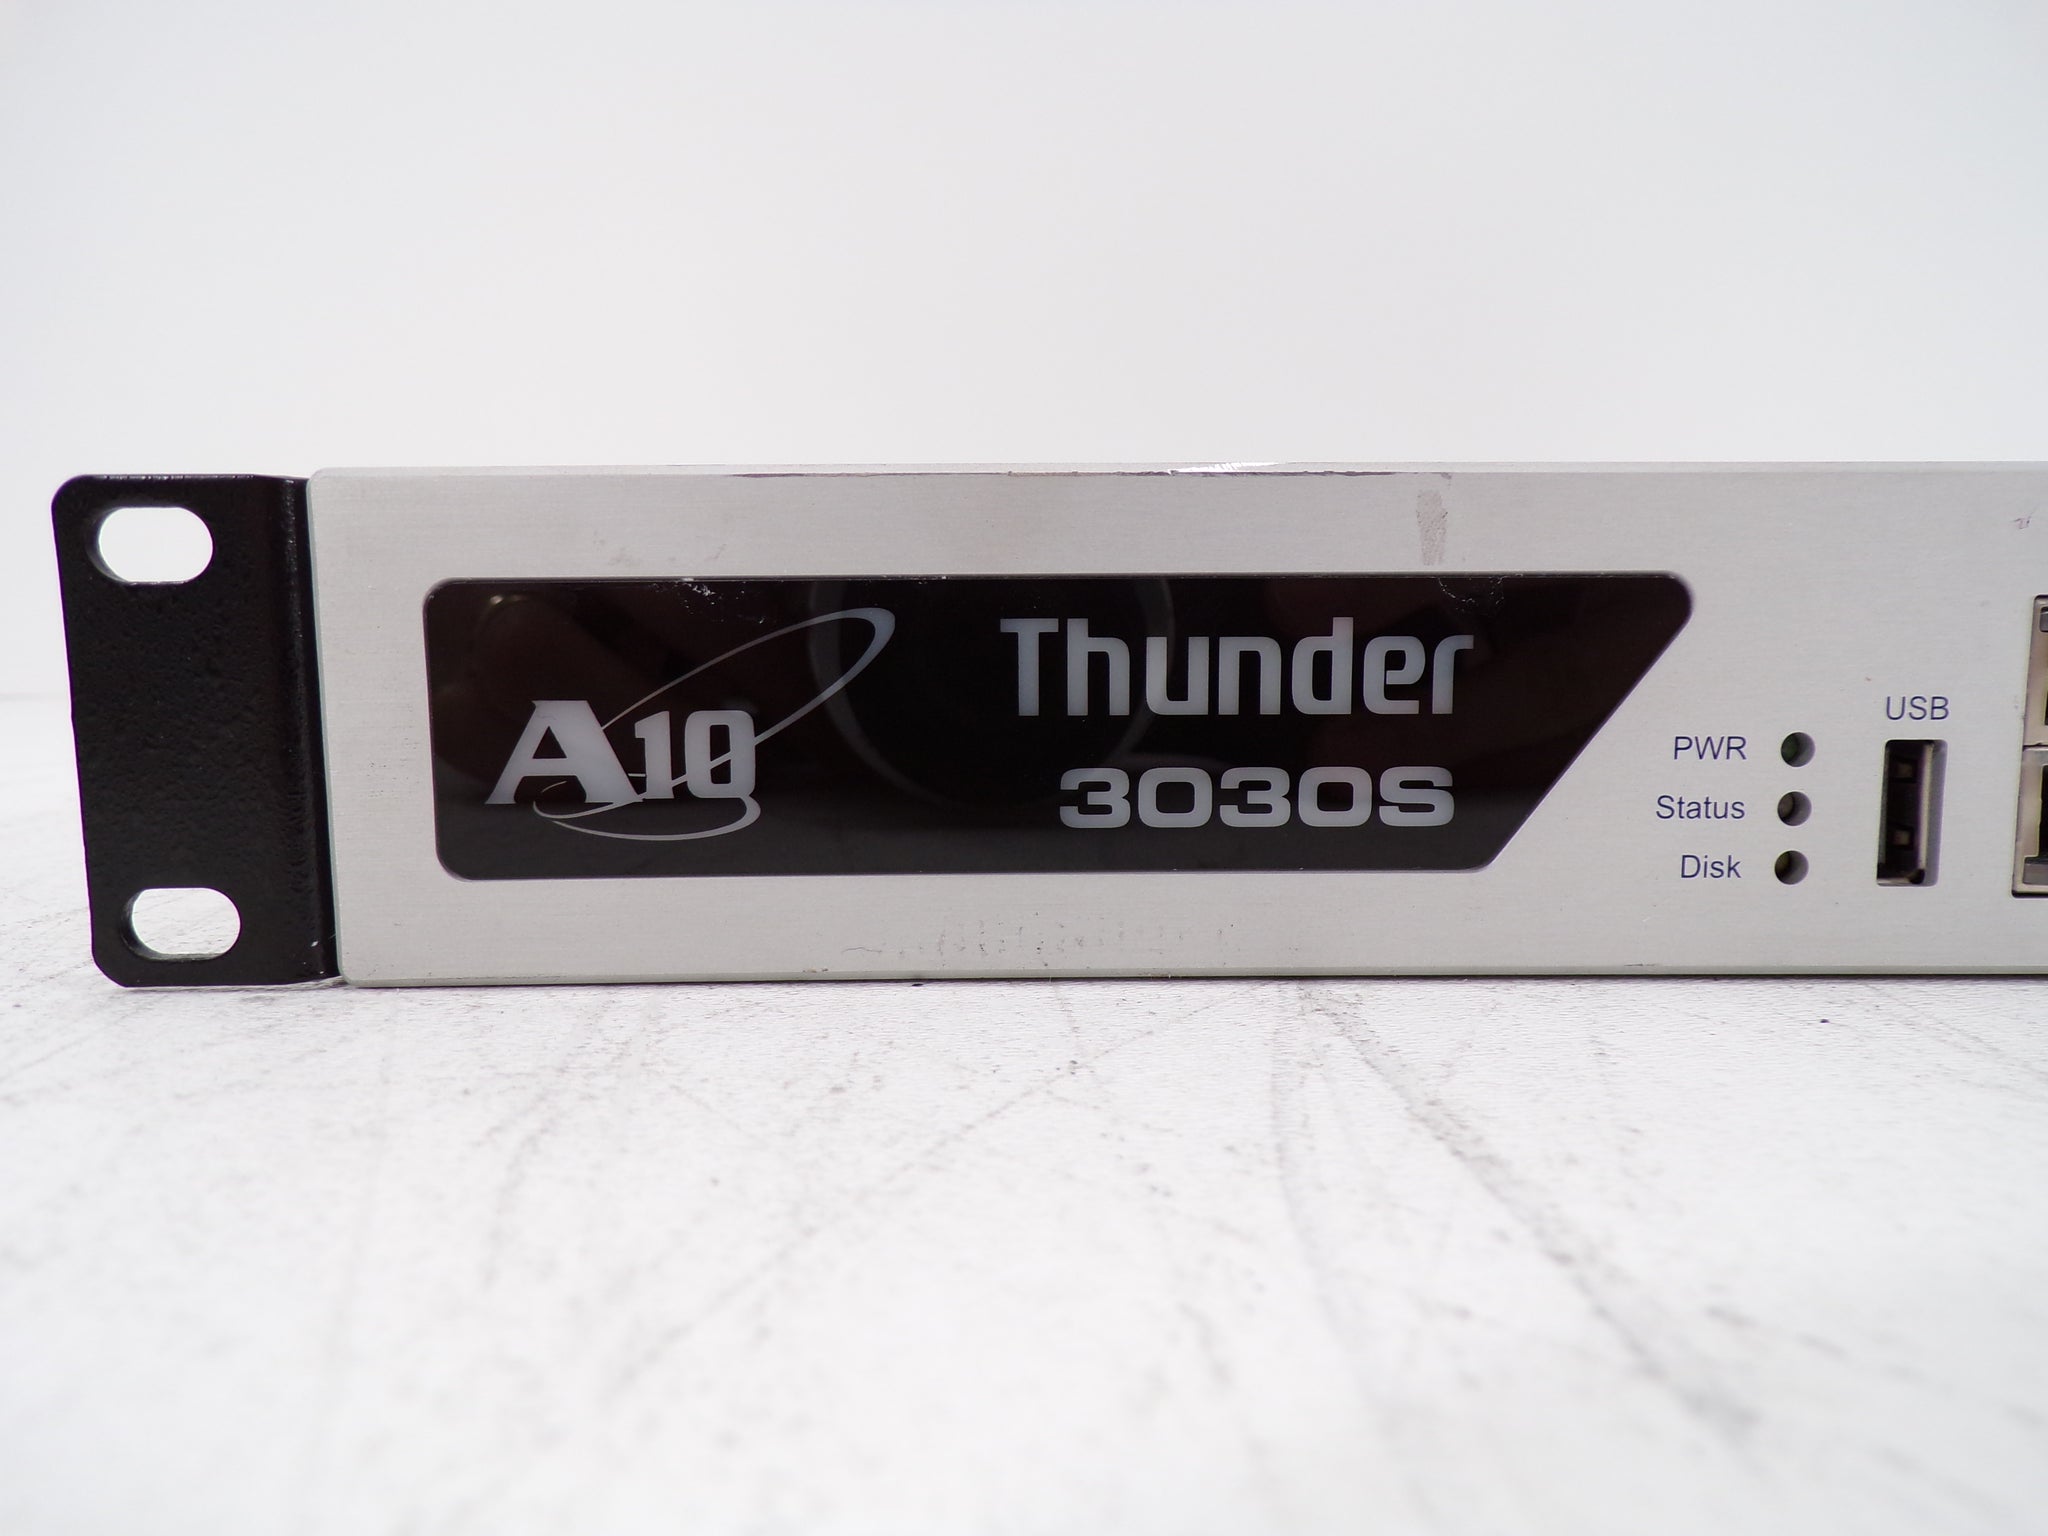 A10
Thunder
3030S
USB
PWR
Status
Disk